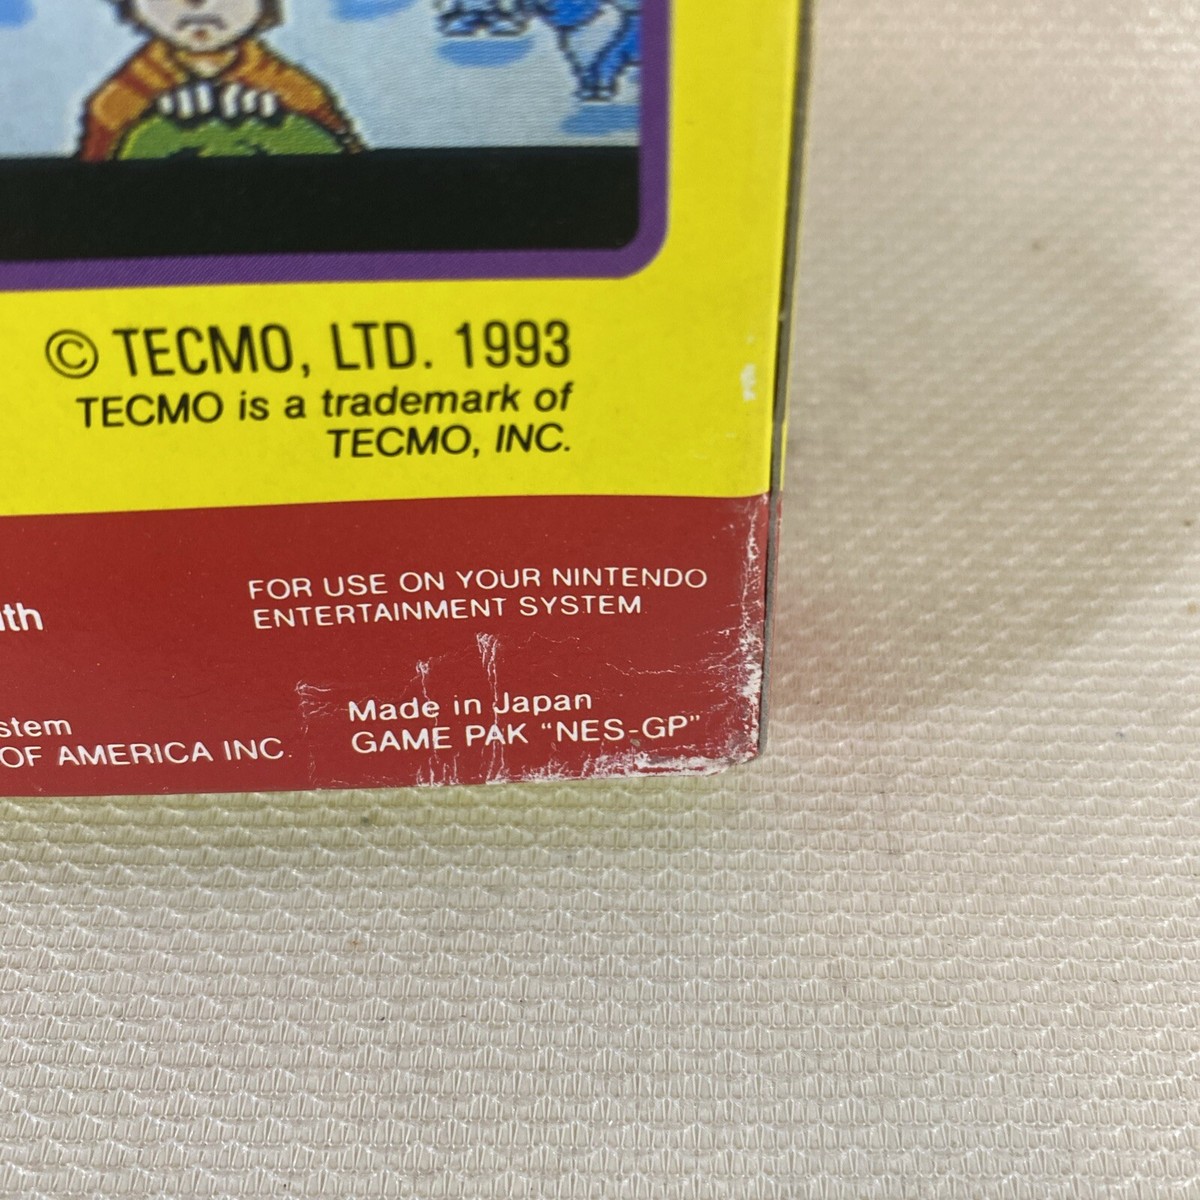 © TECMO, LTD. 1993
TECMO is a trademark of
TECMO, INC.
FOR USE ON YOUR NINTENDO
ENTERTAINMENT SYSTEM
Made in Japan
GAME PAK “NES-GP”
OF AMERICA INC.